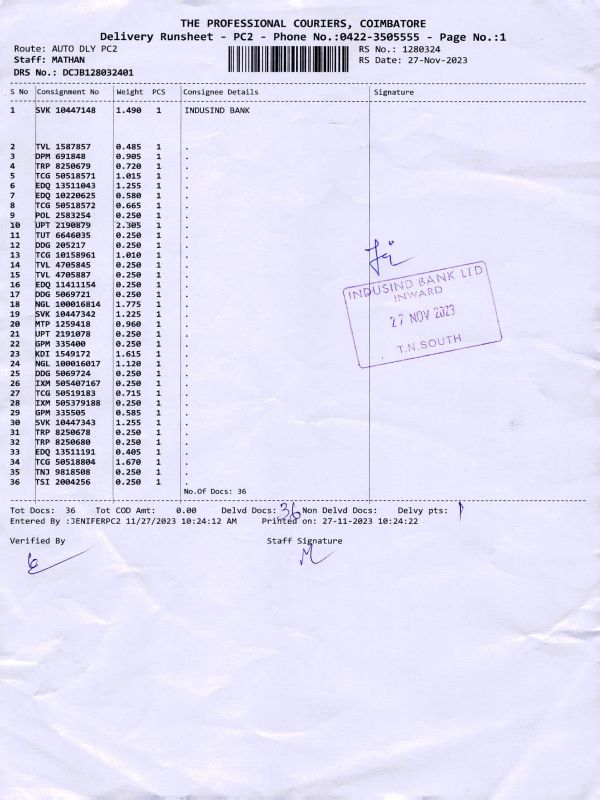 THE PROFESSIONAL COURIERS, COIMBATORE
Delivery Runsheet - PC2 - Phone No.:0422-3505555 - Page No.:1
Route: AUTO DLY PC2 RS No.: 1280324
Staff: MATHAN RS Date: 27-Nov-2023
DRS No.: DCJB128032401
S No Consignment No Weight PCS Consignee Details Signature
1 SVK 10447148 1.490 1 INDUSIND BANK
2 TVL 1587857 0.485 1 .
3 DPM 691848 0.905 1 .
4 TRP 8250679 0.720 1 .
5 TCG 50518571 1.015 1 .
6 EDQ 13511043 1.255 1 .
7 EDQ 10220625 0.580 1 .
8 TCG 50518572 0.665 1 .
9 POL 2583254 0.250 1 .
10 UPT 2190879 2.305 1 .
11 TUT 6646035 0.250 1 .
12 DDG 205217 0.250 1 .
13 TCG 10158961 1.010 1 .
14 TVL 4705845 0.250 1 .
15 TVL 4705887 0.250 1 .
16 EDQ 11411154 0.250 1 .
17 DDG 5069721 0.250 1 .
18 NGL 100016814 1.775 1 .
19 SVK 10447342 1.225 1 .
20 MTP 1259418 0.960 1 .
21 UPT 2191078 0.250 1 .
22 GPM 335400 0.250 1 .
23 KDI 1549172 1.615 1 .
24 NGL 100016017 1.120 1 .
25 DDG 5069724 0.250 1 .
26 IXM 505407167 0.250 1 .
27 TCG 50519183 0.715 1 .
28 IXM 505379188 0.250 1 .
29 GPM 335505 0.585 1 .
30 SVK 10447343 1.255 1 .
31 TRP 8250678 0.250 1 .
32 TRP 8250680 0.250 1 .
33 EDQ 13511191 0.405 1 .
34 TCG 50518804 1.670 1 .
35 TNJ 9818508 0.250 1 .
36 TSI 2004256 0.250 1 .
INDUSIND BANK LTD
INWARD
27 NOV 2023
T.N.SOUTH
No.Of Docs: 36
Tot Docs: 36 Tot COD Amt: 0.00 Delvd Docs: 36 Non Delvd Docs: Delvy pts: 1
Entered By :JENIFERPC2 11/27/2023 10:24:12 AM Printed on: 27-11-2023 10:24:22
Verified By Staff Signature